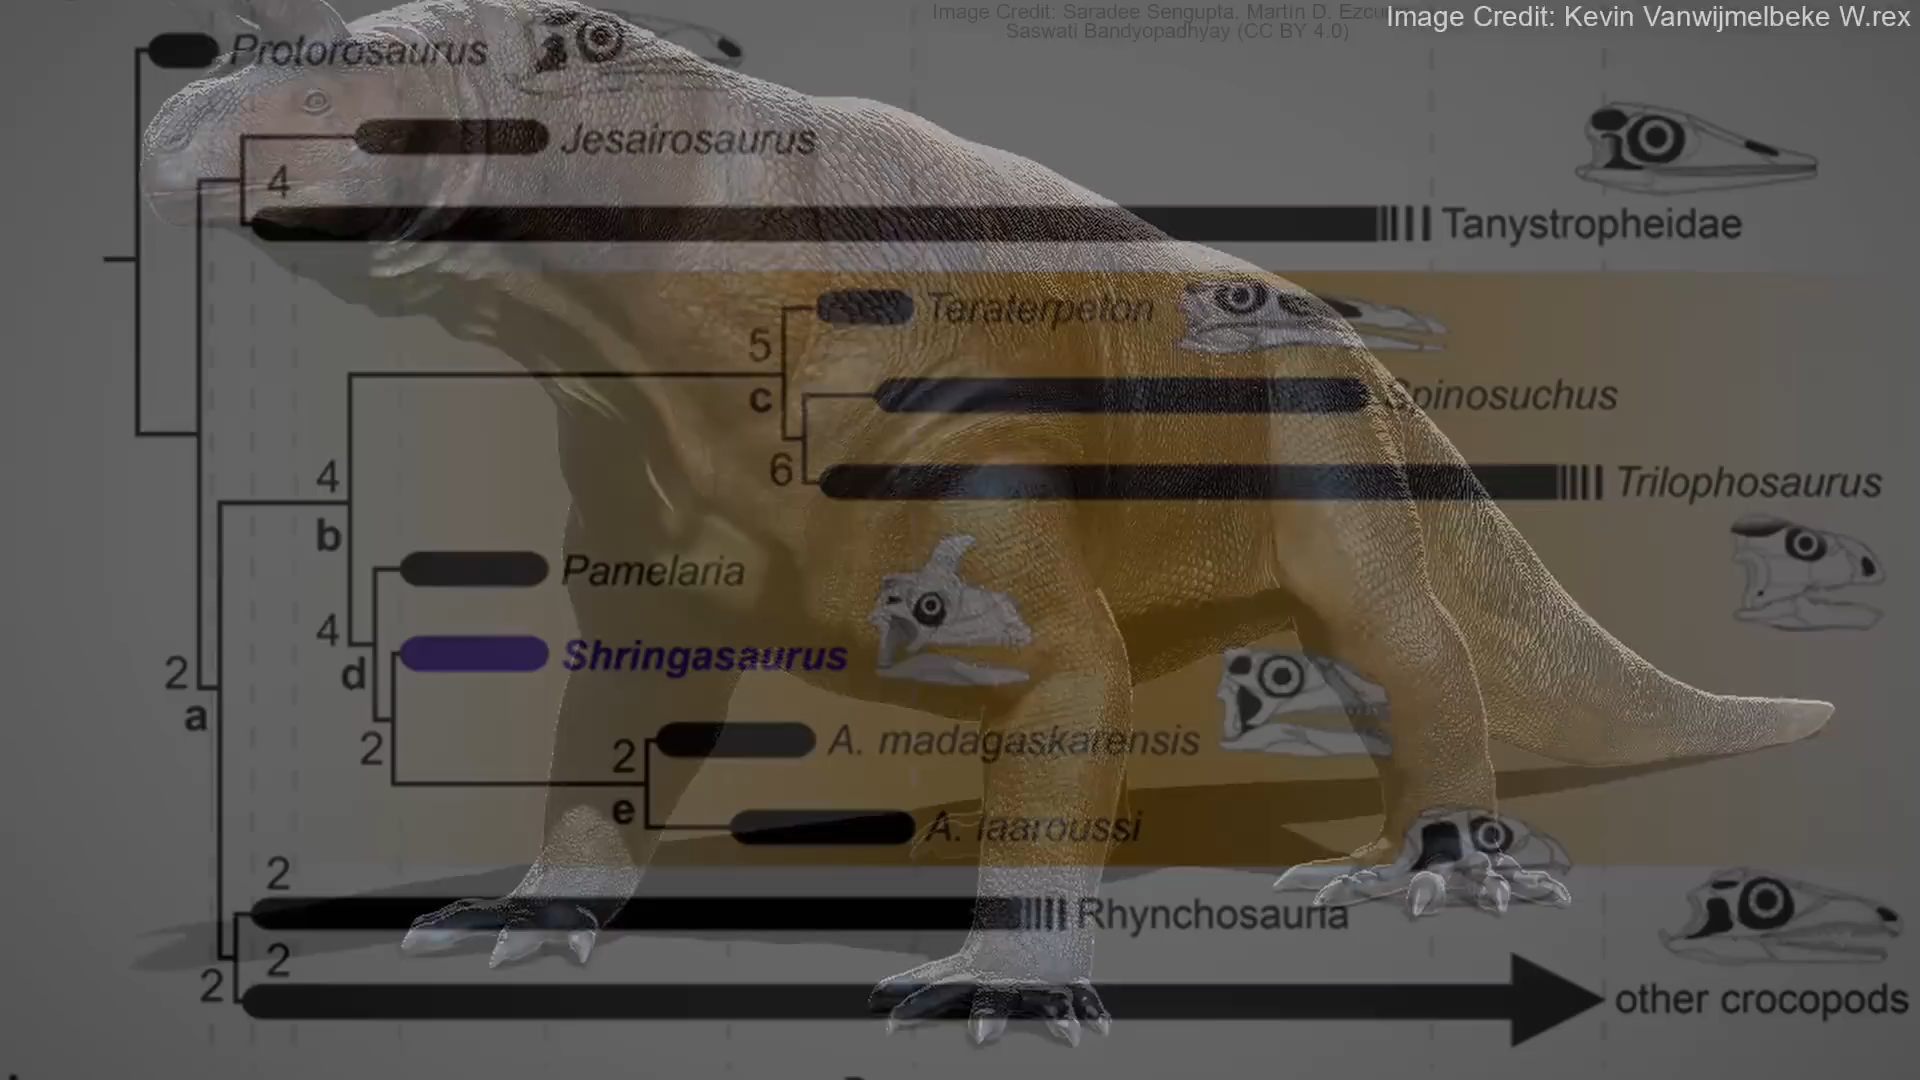 Image Credit: Saradee Sengupta, Martin D. Ezcu
Image Credit: Kevin Vanwijmelbeke W.rex
Saswati Bandyopadhyay (CC BY 4.0)
Protorosaurus
Jesairosaurus
4
Tanystropheidae
Teraterpeton
5
c
Spinosuchus
6
Trilophosaurus
4
b
Pamelaria
4
Shringasaurus
d
2
a
2
A. madagaskarensis
2
e
A. laaroussi
2
Rhynchosauria
2
2
other crocopods